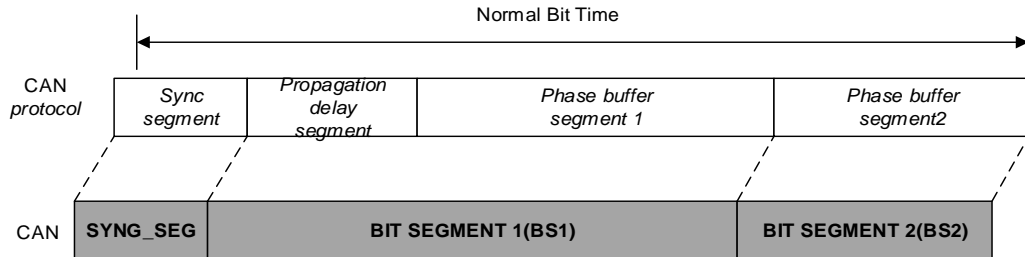 Normal Bit Time
CAN
protocol
Sync
segment
Propagation
delay
segment
Phase buffer
segment 1
Phase buffer
segment2
CAN
SYNG_SEG
BIT SEGMENT 1(BS1)
BIT SEGMENT 2(BS2)